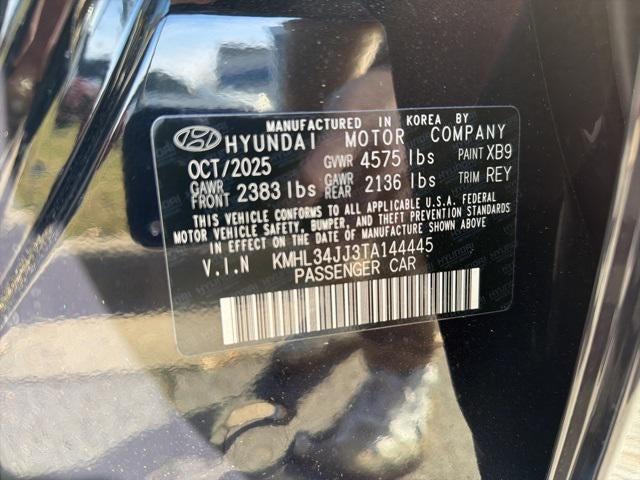 MANUFACTURED IN KOREA BY
HYUNDAI MOTOR COMPANY
OCT/2025 GVWR 4575 lbs PAINT XB9
GAWR FRONT 2383 lbs GAWR REAR 2136 lbs TRIM REY
THIS VEHICLE CONFORMS TO ALL APPLICABLE U.S.A. FEDERAL
MOTOR VEHICLE SAFETY, BUMPER, AND THEFT PREVENTION STANDARDS
IN EFFECT ON THE DATE OF MANUFACTURE SHOWN ABOVE
V.I.N KMHL34JJ3TA144445
PASSENGER CAR